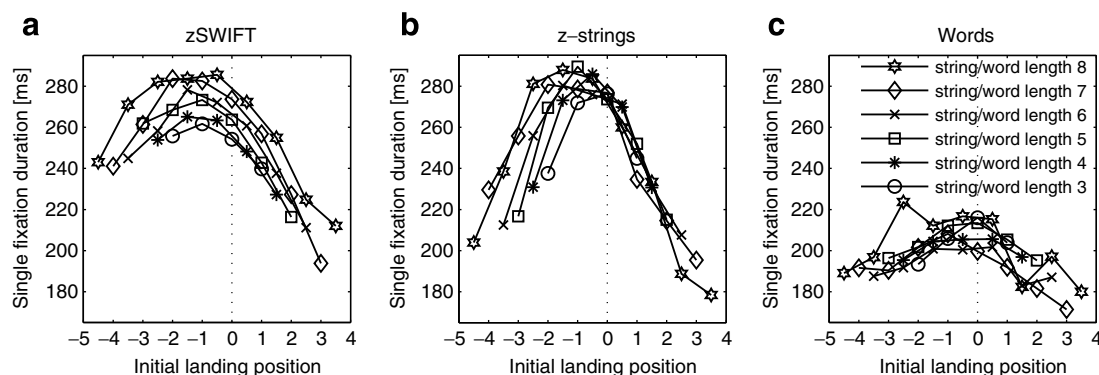 a
zSWIFT
Single fixation duration [ms]
280
260
240
220
200
180
−5 −4 −3 −2 −1 0 1 2 3 4
Initial landing position
b
z−strings
Single fixation duration [ms]
280
260
240
220
200
180
−5 −4 −3 −2 −1 0 1 2 3 4
Initial landing position
c
Words
Single fixation duration [ms]
280
260
240
220
200
180
string/word length 8
string/word length 7
string/word length 6
string/word length 5
string/word length 4
string/word length 3
−5 −4 −3 −2 −1 0 1 2 3 4
Initial landing position